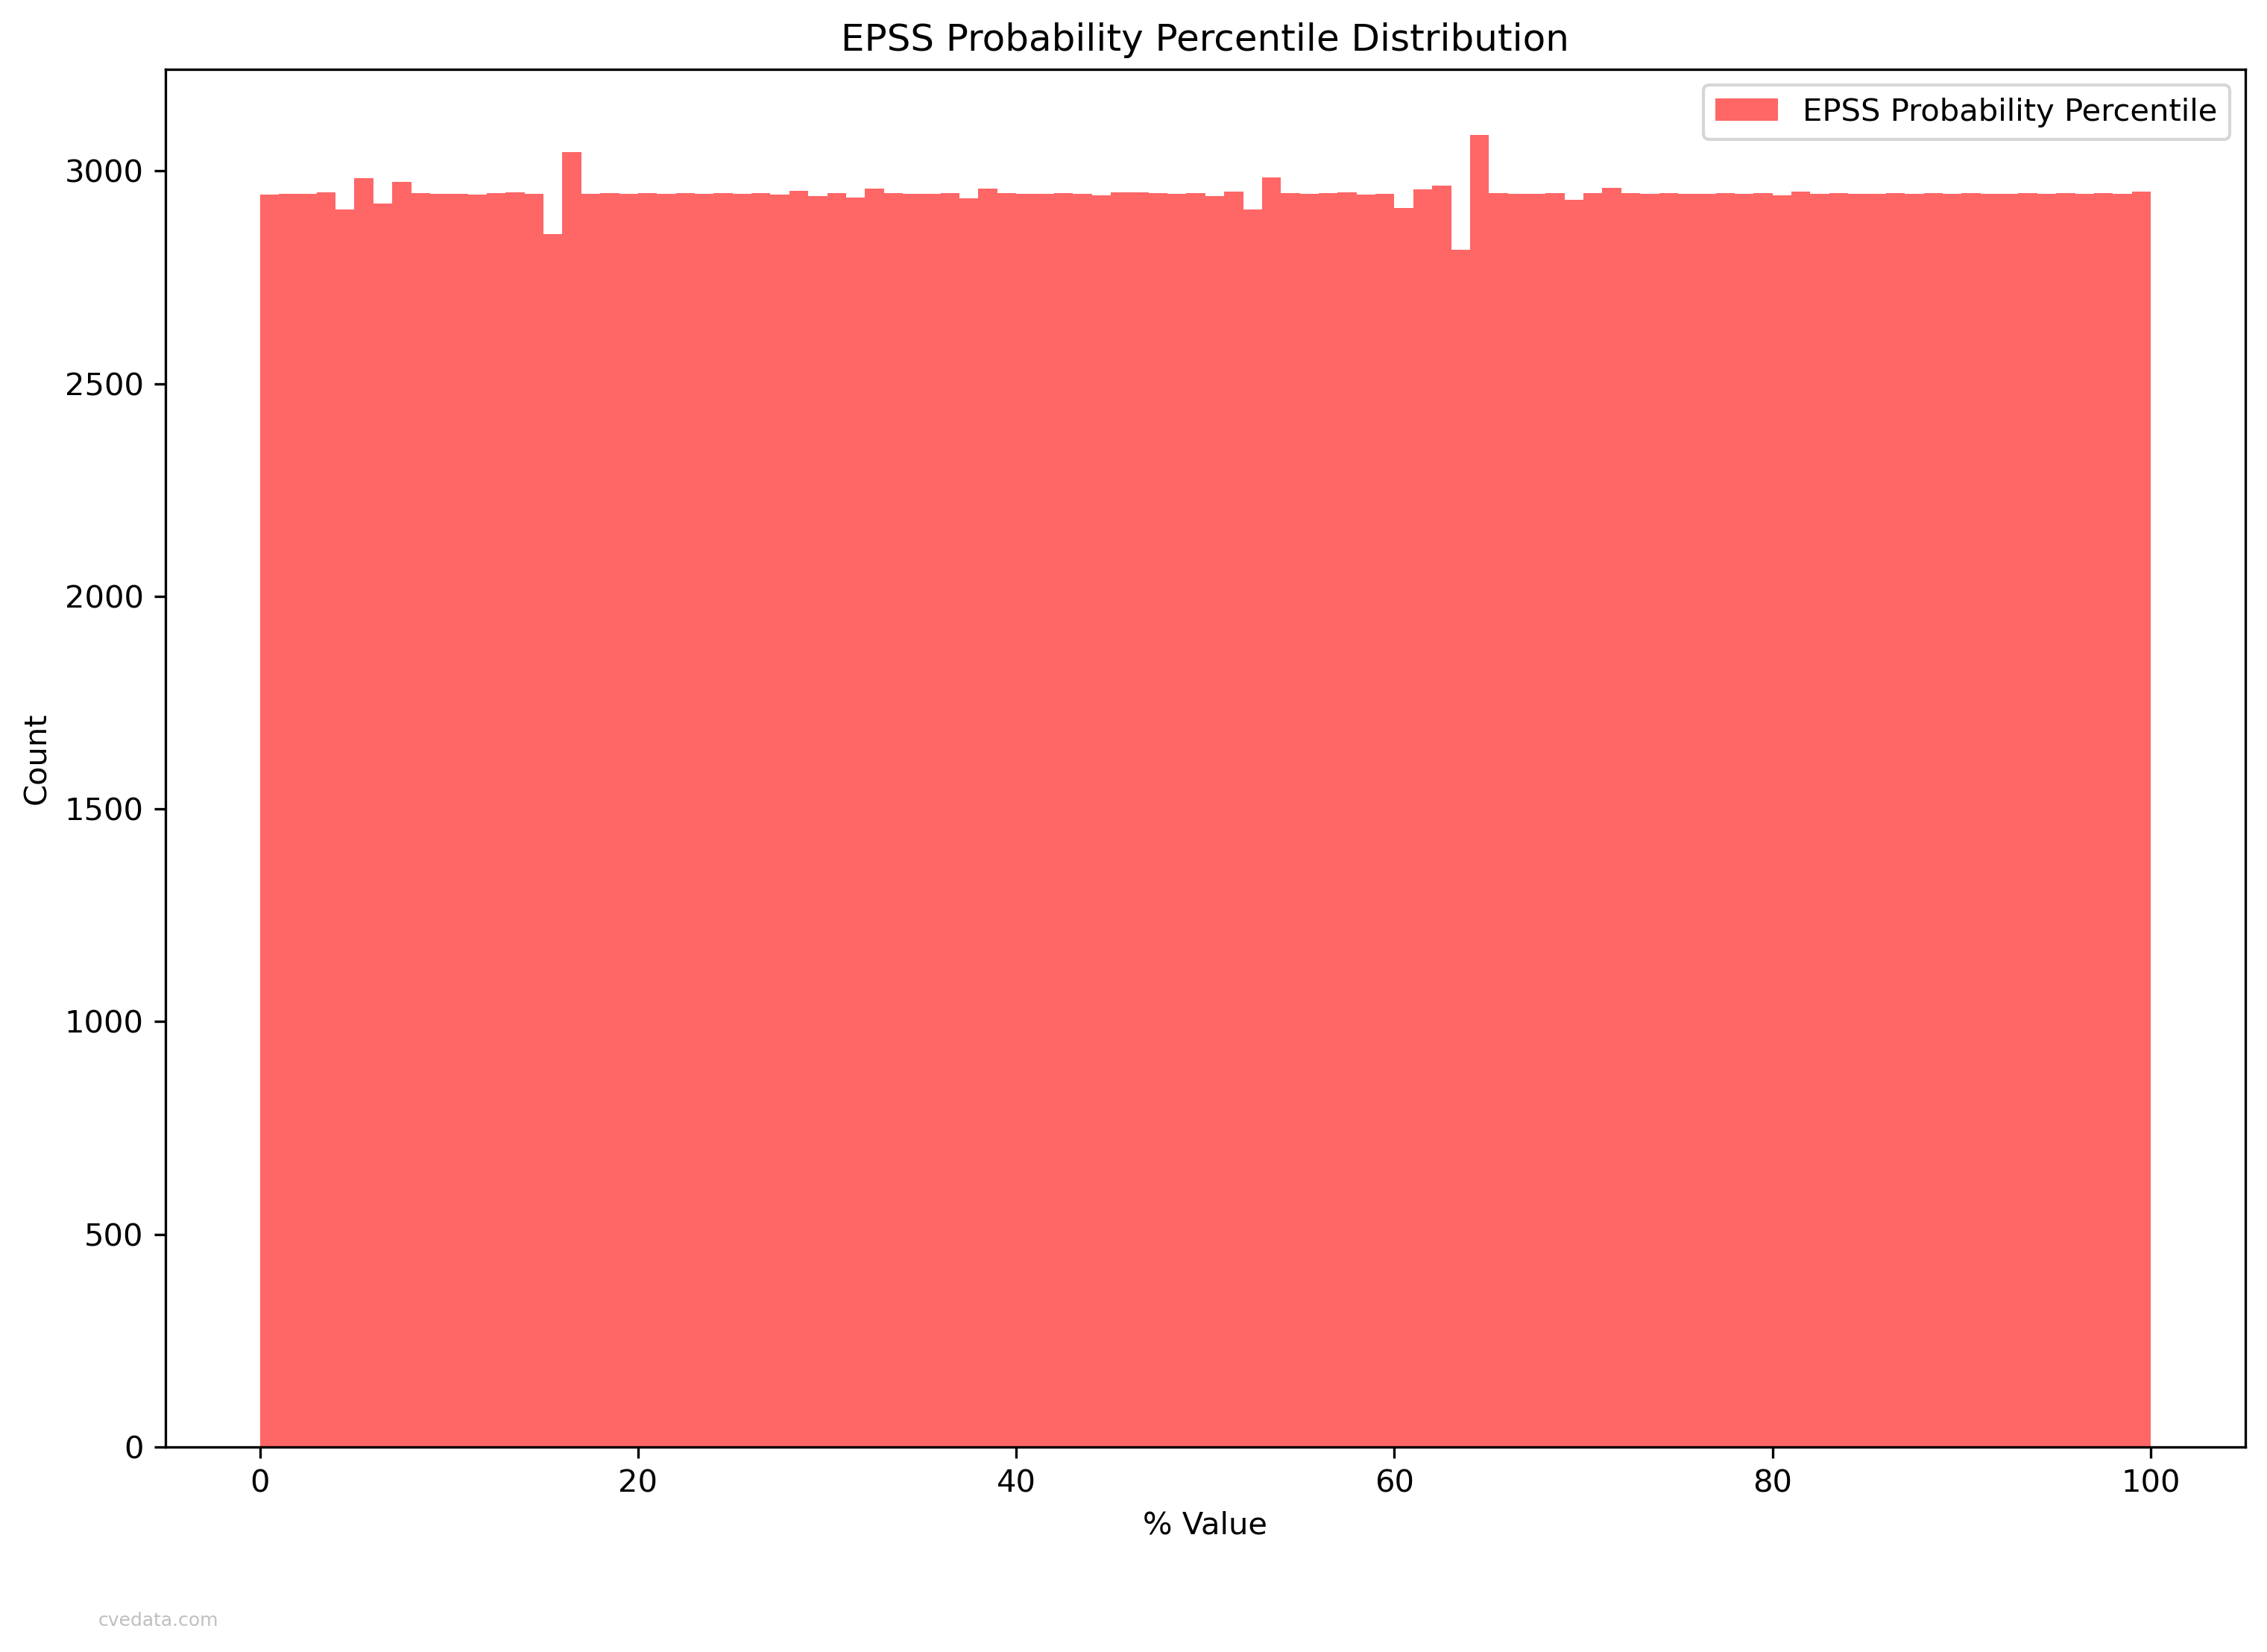 EPSS Probability Percentile Distribution
EPSS Probability Percentile
3000
2500
2000
1500
1000
500
0
Count
0 20 40 60 80 100
% Value
cvedata.com